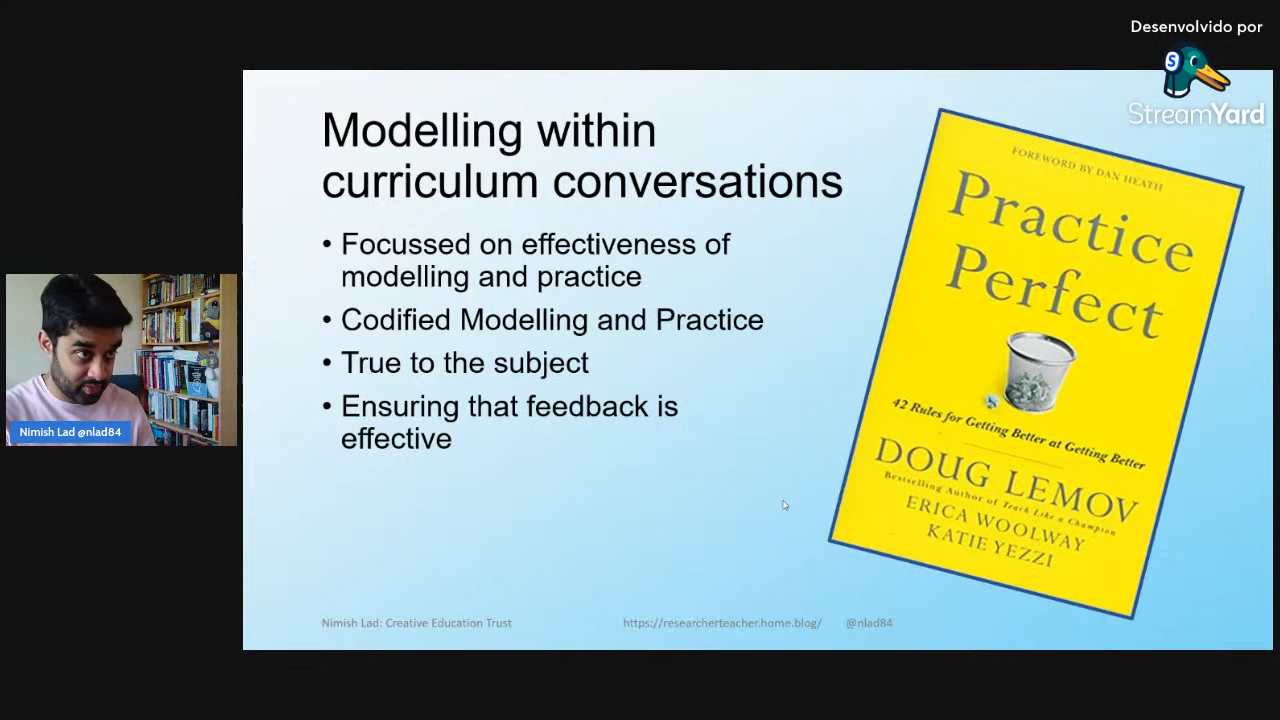 Desenvolvido por
S
StreamYard
Modelling within
curriculum conversations
• Focussed on effectiveness of
modelling and practice
• Codified Modelling and Practice
• True to the subject
• Ensuring that feedback is
effective
FOREWORD BY DAN HEATH
Practice
Perfect
42 Rules for Getting Better at Getting Better
DOUG LEMOV
Bestselling Author of Teach Like a Champion
ERICA WOOLWAY
KATIE YEZZI
Nimish Lad @nlad84
Nimish Lad: Creative Education Trust
https://researcherteacher.home.blog/
@nlad84